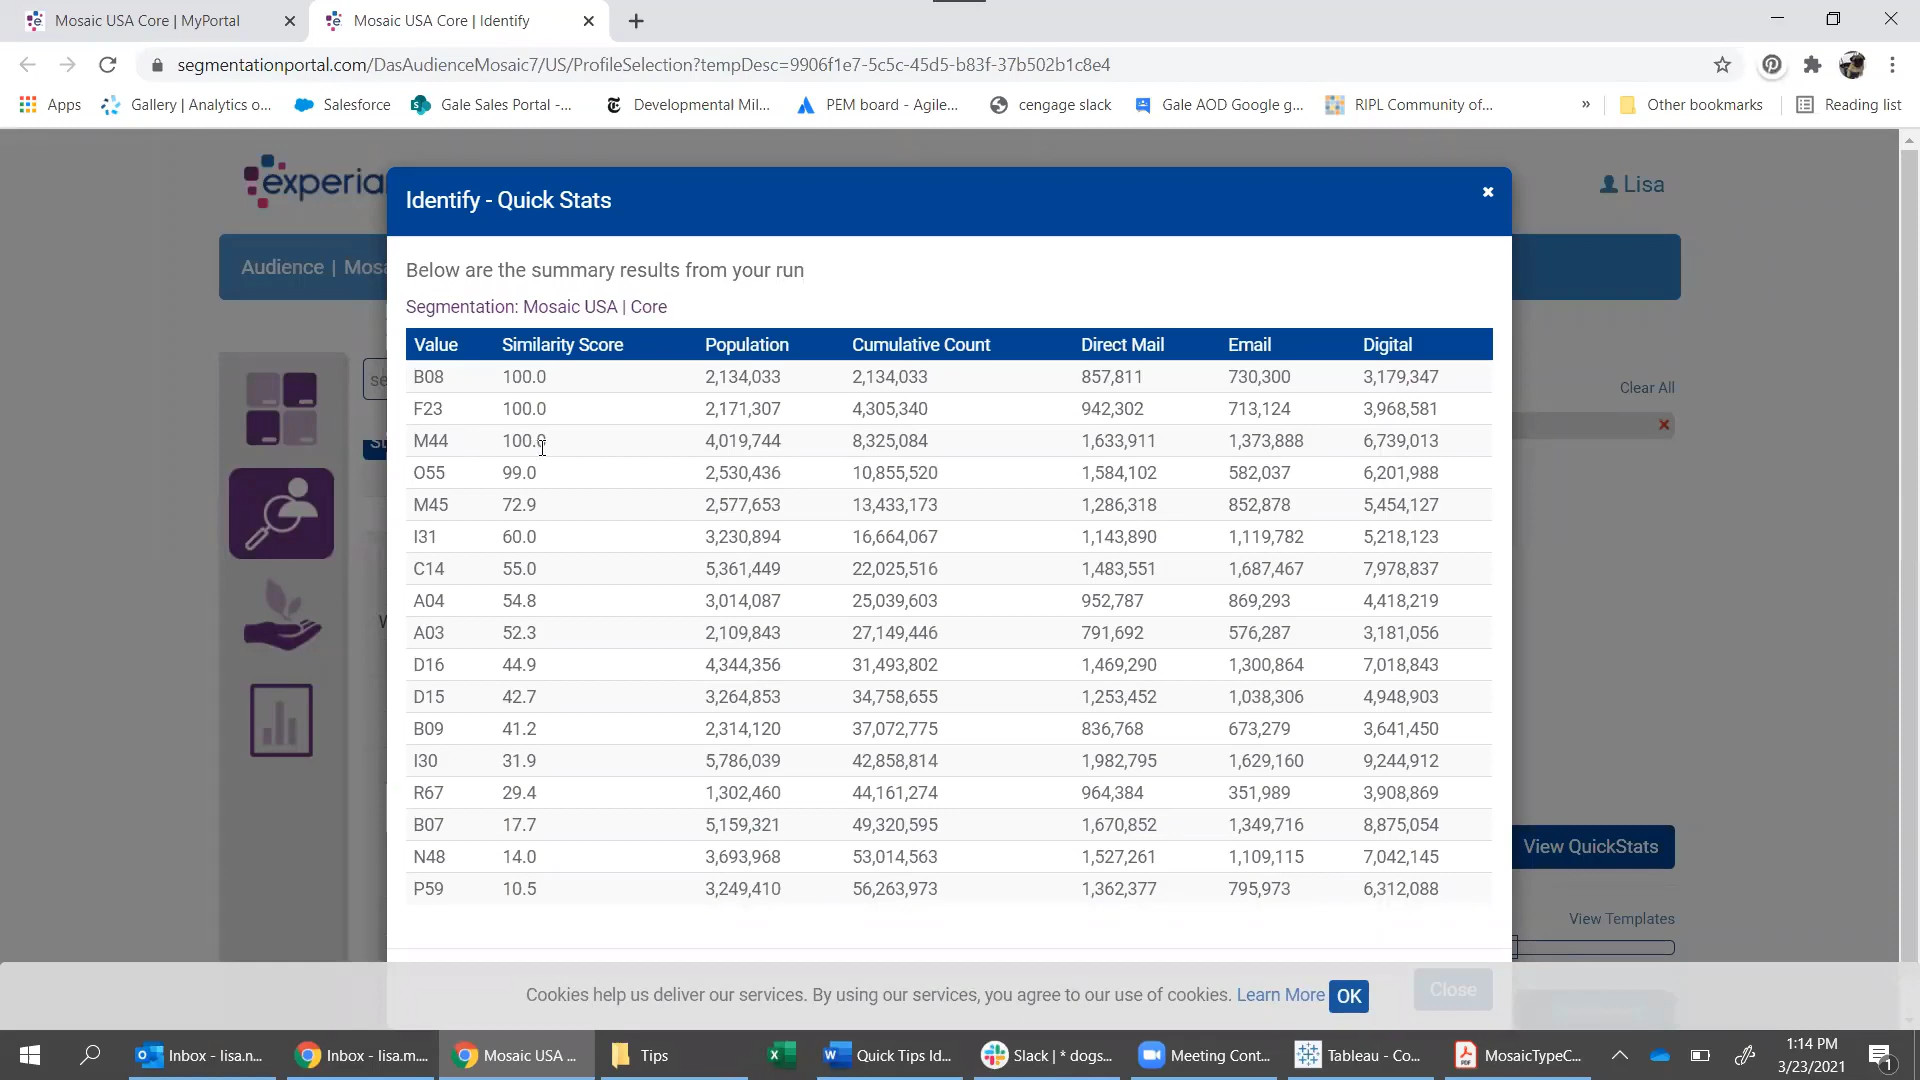 Mosaic USA Core | MyPortal
Mosaic USA Core | Identify
segmentationportal.com/DasAudienceMosaic7/US/ProfileSelection?tempDesc=9906f1e7-5c5c-45d5-b83f-37b502b1c8e4
Apps Gallery | Analytics o... Salesforce Gale Sales Portal -... Developmental Mil... PEM board - Agile... cengage slack Gale AOD Google g... RIPL Community of... » Other bookmarks Reading list
experia
Lisa
Identify - Quick Stats
Audience | Mosa
Below are the summary results from your run
Segmentation: Mosaic USA | Core
Value Similarity Score Population Cumulative Count Direct Mail Email Digital
B08 100.0 2,134,033 2,134,033 857,811 730,300 3,179,347
Clear All
F23 100.0 2,171,307 4,305,340 942,302 713,124 3,968,581
M44 100.0 4,019,744 8,325,084 1,633,911 1,373,888 6,739,013
O55 99.0 2,530,436 10,855,520 1,584,102 582,037 6,201,988
M45 72.9 2,577,653 13,433,173 1,286,318 852,878 5,454,127
I31 60.0 3,230,894 16,664,067 1,143,890 1,119,782 5,218,123
C14 55.0 5,361,449 22,025,516 1,483,551 1,687,467 7,978,837
A04 54.8 3,014,087 25,039,603 952,787 869,293 4,418,219
A03 52.3 2,109,843 27,149,446 791,692 576,287 3,181,056
D16 44.9 4,344,356 31,493,802 1,469,290 1,300,864 7,018,843
D15 42.7 3,264,853 34,758,655 1,253,452 1,038,306 4,948,903
B09 41.2 2,314,120 37,072,775 836,768 673,279 3,641,450
I30 31.9 5,786,039 42,858,814 1,982,795 1,629,160 9,244,912
R67 29.4 1,302,460 44,161,274 964,384 351,989 3,908,869
B07 17.7 5,159,321 49,320,595 1,670,852 1,349,716 8,875,054
View QuickStats
N48 14.0 3,693,968 53,014,563 1,527,261 1,109,115 7,042,145
P59 10.5 3,249,410 56,263,973 1,362,377 795,973 6,312,088
View Templates
Cookies help us deliver our services. By using our services, you agree to our use of cookies. Learn More OK
Close
Inbox - lisa.n... Inbox - lisa.m... Mosaic USA ... Tips Quick Tips Id... Slack | * dogs... Meeting Cont... Tableau - Co... MosaicTypeC...
1:14 PM
3/23/2021
1